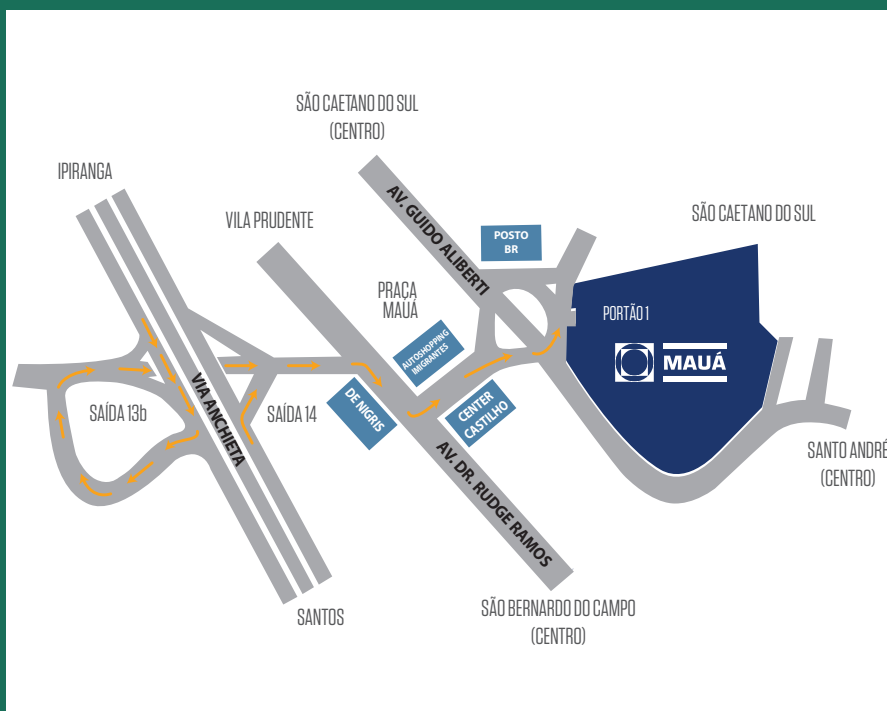 SÃO CAETANO DO SUL
(CENTRO)
IPIRANGA
VILA PRUDENTE
AV. GUIDO ALIBERTI
POSTO
BR
SÃO CAETANO DO SUL
PRAÇA
MAUÁ
PORTÃO 1
AUTOSHOPPING
IMIGRANTES
MAUÁ
SAÍDA 13b
VIA ANCHIETA
SAÍDA 14
DE NIGRIS
CENTER
CASTILHO
AV. DR. RUDGE RAMOS
SANTO ANDRÉ
(CENTRO)
SANTOS
SÃO BERNARDO DO CAMPO
(CENTRO)